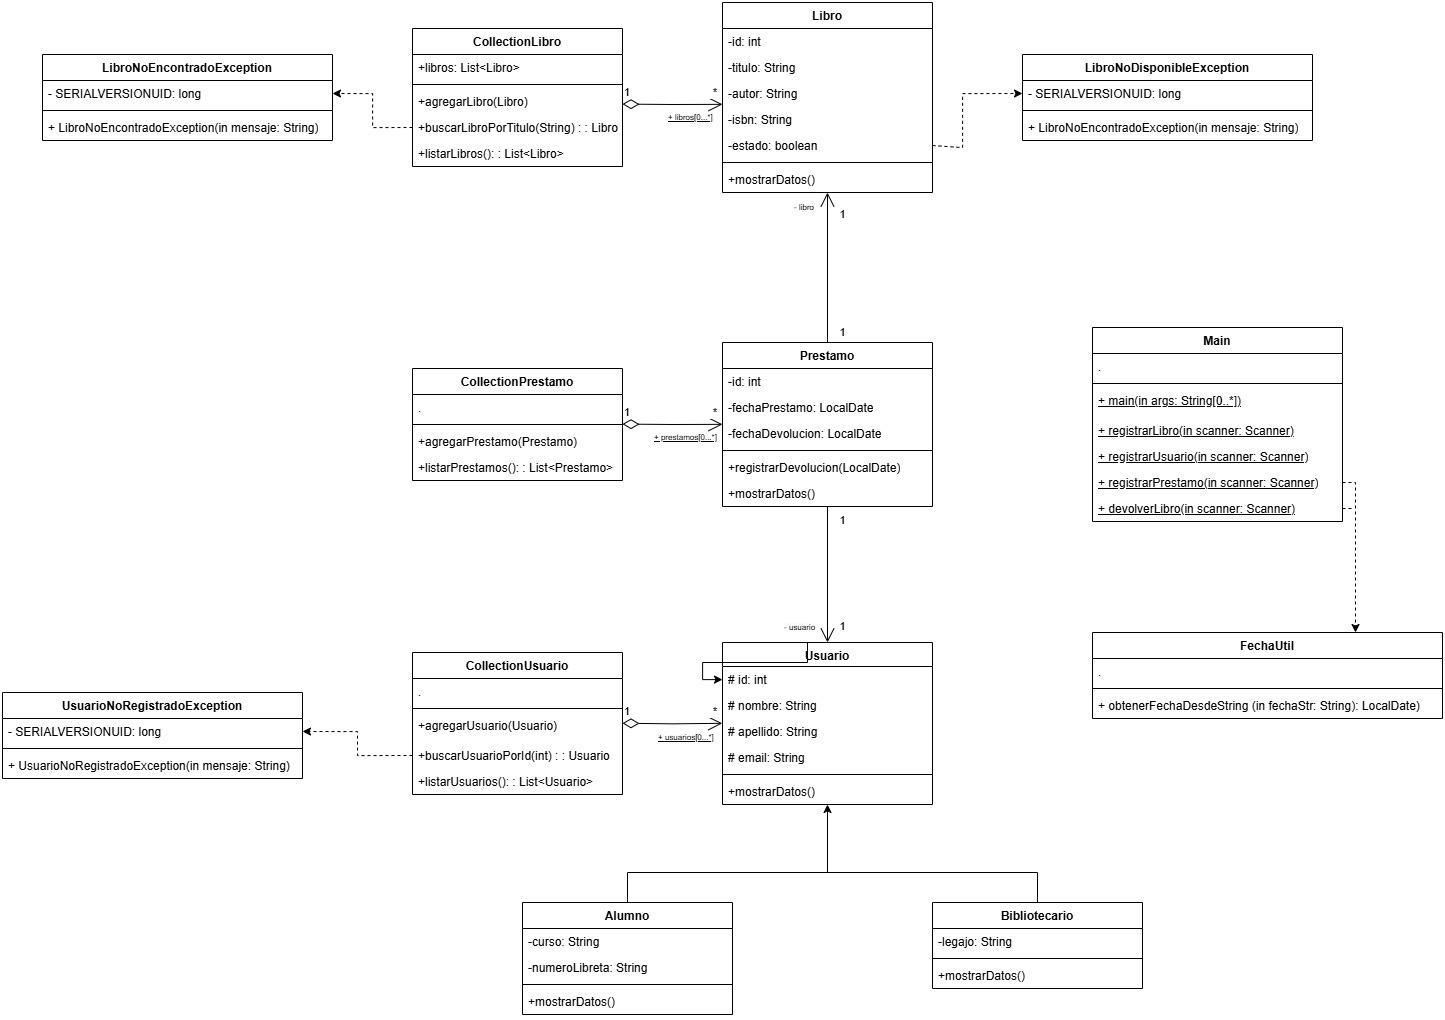 Libro
-id: int
-titulo: String
-autor: String
-isbn: String
-estado: boolean
+mostrarDatos()
CollectionLibro
+libros: List<Libro>
+agregarLibro(Libro)
+buscarLibroPorTitulo(String) : : Libro
+listarLibros(): : List<Libro>
1
*
+ libros[0...*]
LibroNoEncontradoException
- SERIALVERSIONUID: long
+ LibroNoEncontradoException(in mensaje: String)
LibroNoDisponibleException
- SERIALVERSIONUID: long
+ LibroNoEncontradoException(in mensaje: String)
- libro
1
1
Prestamo
-id: int
-fechaPrestamo: LocalDate
-fechaDevolucion: LocalDate
+registrarDevolucion(LocalDate)
+mostrarDatos()
CollectionPrestamo
.
+agregarPrestamo(Prestamo)
+listarPrestamos(): : List<Prestamo>
1
*
+ prestamos[0...*]
Main
.
+ main(in args: String[0..*])
+ registrarLibro(in scanner: Scanner)
+ registrarUsuario(in scanner: Scanner)
+ registrarPrestamo(in scanner: Scanner)
+ devolverLibro(in scanner: Scanner)
1
- usuario
1
FechaUtil
.
+ obtenerFechaDesdeString (in fechaStr: String): LocalDate)
Usuario
# id: int
# nombre: String
# apellido: String
# email: String
+mostrarDatos()
CollectionUsuario
.
+agregarUsuario(Usuario)
+buscarUsuarioPorId(int) : : Usuario
+listarUsuarios(): : List<Usuario>
1
*
+ usuarios[0...*]
UsuarioNoRegistradoException
- SERIALVERSIONUID: long
+ UsuarioNoRegistradoException(in mensaje: String)
Alumno
-curso: String
-numeroLibreta: String
+mostrarDatos()
Bibliotecario
-legajo: String
+mostrarDatos()